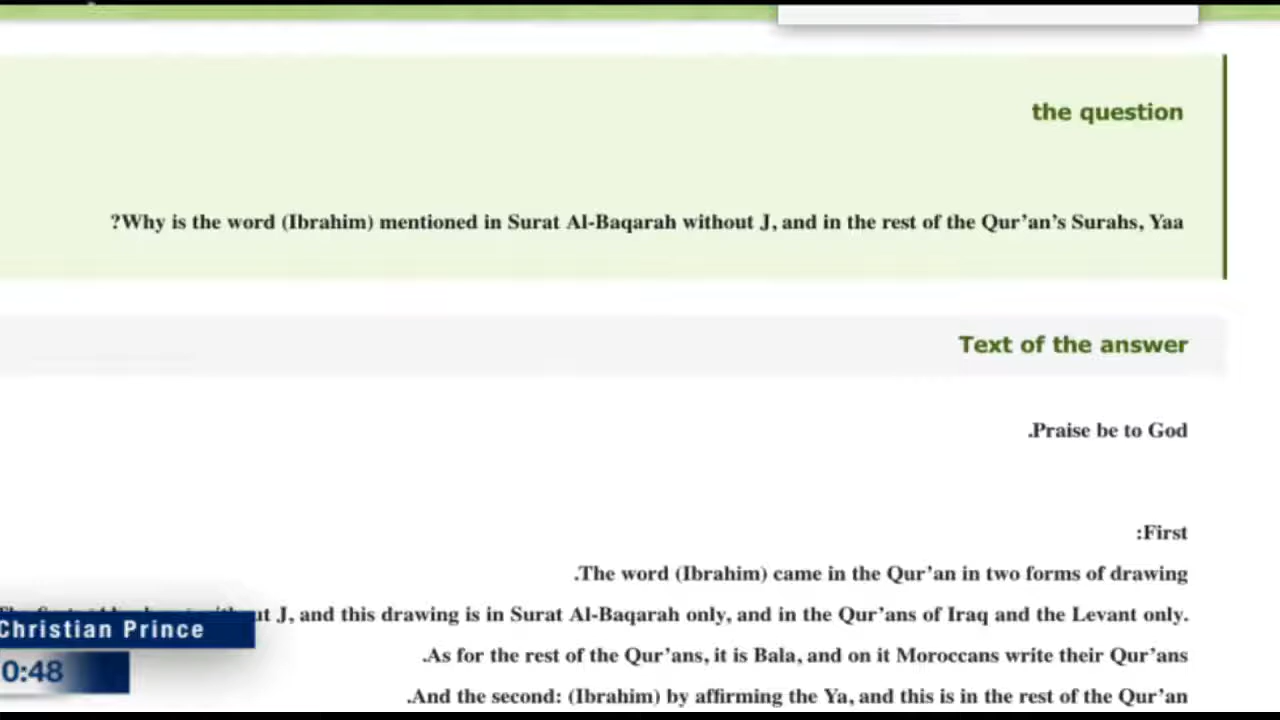 the question
?Why is the word (Ibrahim) mentioned in Surat Al-Baqarah without J, and in the rest of the Qur’an’s Surahs, Yaa
Text of the answer
.Praise be to God
:First
.The word (Ibrahim) came in the Qur’an in two forms of drawing
J, and this drawing is in Surat Al-Baqarah only, and in the Qur’ans of Iraq and the Levant only.
Christian Prince
.As for the rest of the Qur’ans, it is Bala, and on it Moroccans write their Qur’ans
0:48
.And the second: (Ibrahim) by affirming the Ya, and this is in the rest of the Qur’an